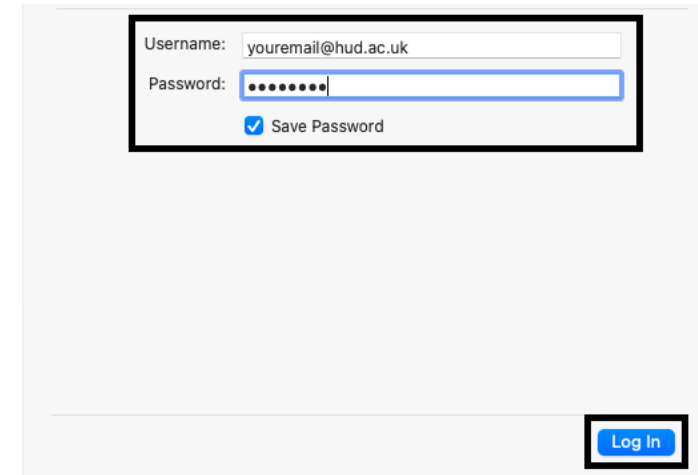 Username: youremail@hud.ac.uk
Password: ••••••••
Save Password
Log In